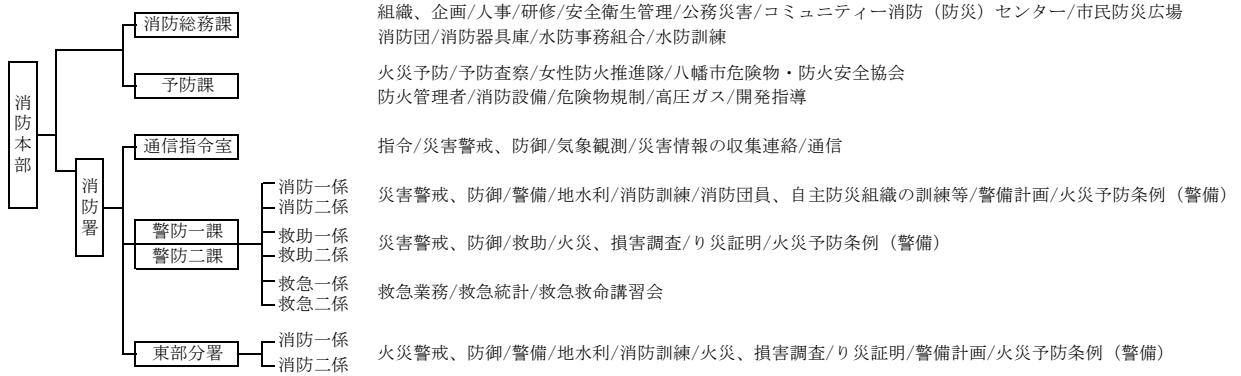 消防本部
消防総務課
組織、企画/人事/研修/安全衛生管理/公務災害/コミュニティー消防（防災）センター/市民防災広場
消防団/消防器具庫/水防事務組合/水防訓練
予防課
火災予防/予防査察/女性防火推進隊/八幡市危険物・防火安全協会
防火管理者/消防設備/危険物規制/高圧ガス/開発指導
消防署
通信指令室
指令/災害警戒、防御/気象観測/災害情報の収集連絡/通信
警防一課
警防二課
消防一係
消防二係
災害警戒、防御/警備/地水利/消防訓練/消防団員、自主防災組織の訓練等/警備計画/火災予防条例（警備）
救助一係
救助二係
災害警戒、防御/救助/火災、損害調査/り災証明/火災予防条例（警備）
救急一係
救急二係
救急業務/救急統計/救急救命講習会
東部分署
消防一係
消防二係
火災警戒、防御/警備/地水利/消防訓練/火災、損害調査/り災証明/警備計画/火災予防条例（警備）